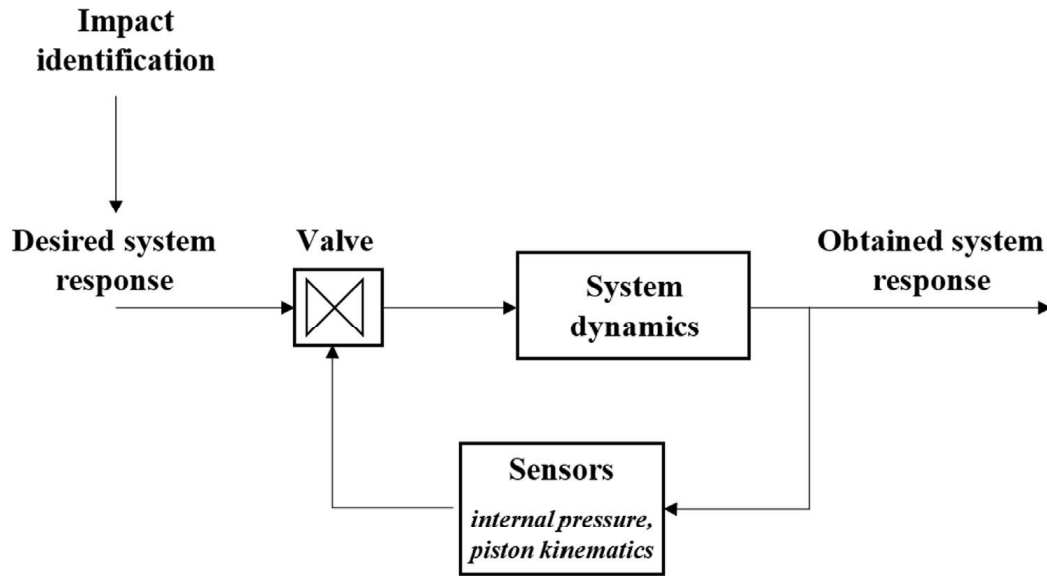 Impact
identification
Desired system
response
Valve
System
dynamics
Obtained system
response
Sensors
internal pressure,
piston kinematics